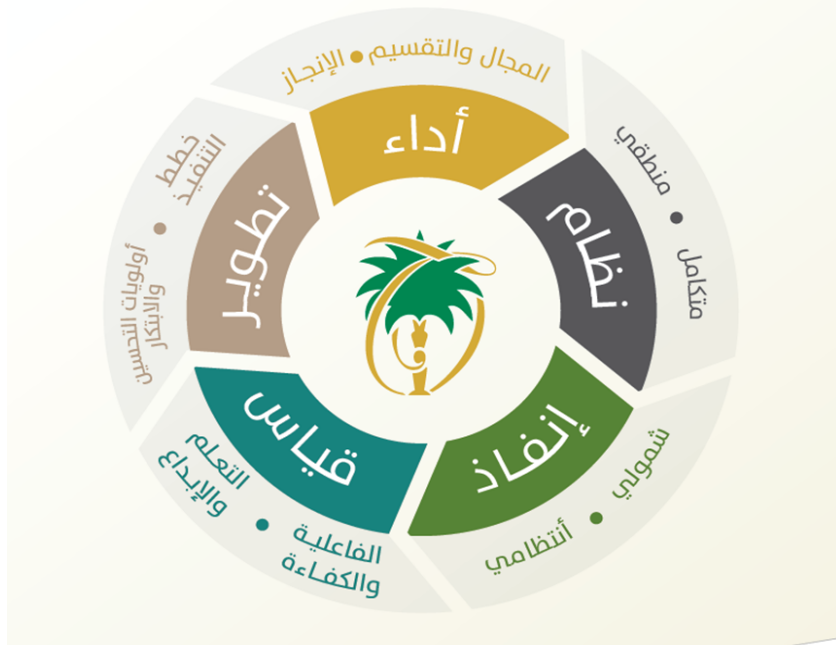 أداء
المجال والتقسيم • الإنجاز
نظام
منطقي • متكامل
إنفاذ
شمولي • أنتظامي
قياس
الفاعلية
والكفـاءة
•
التعلم
والإبداع
تطوير
خطط
التنفيذ
•
أولويات التحسين
والابتكار